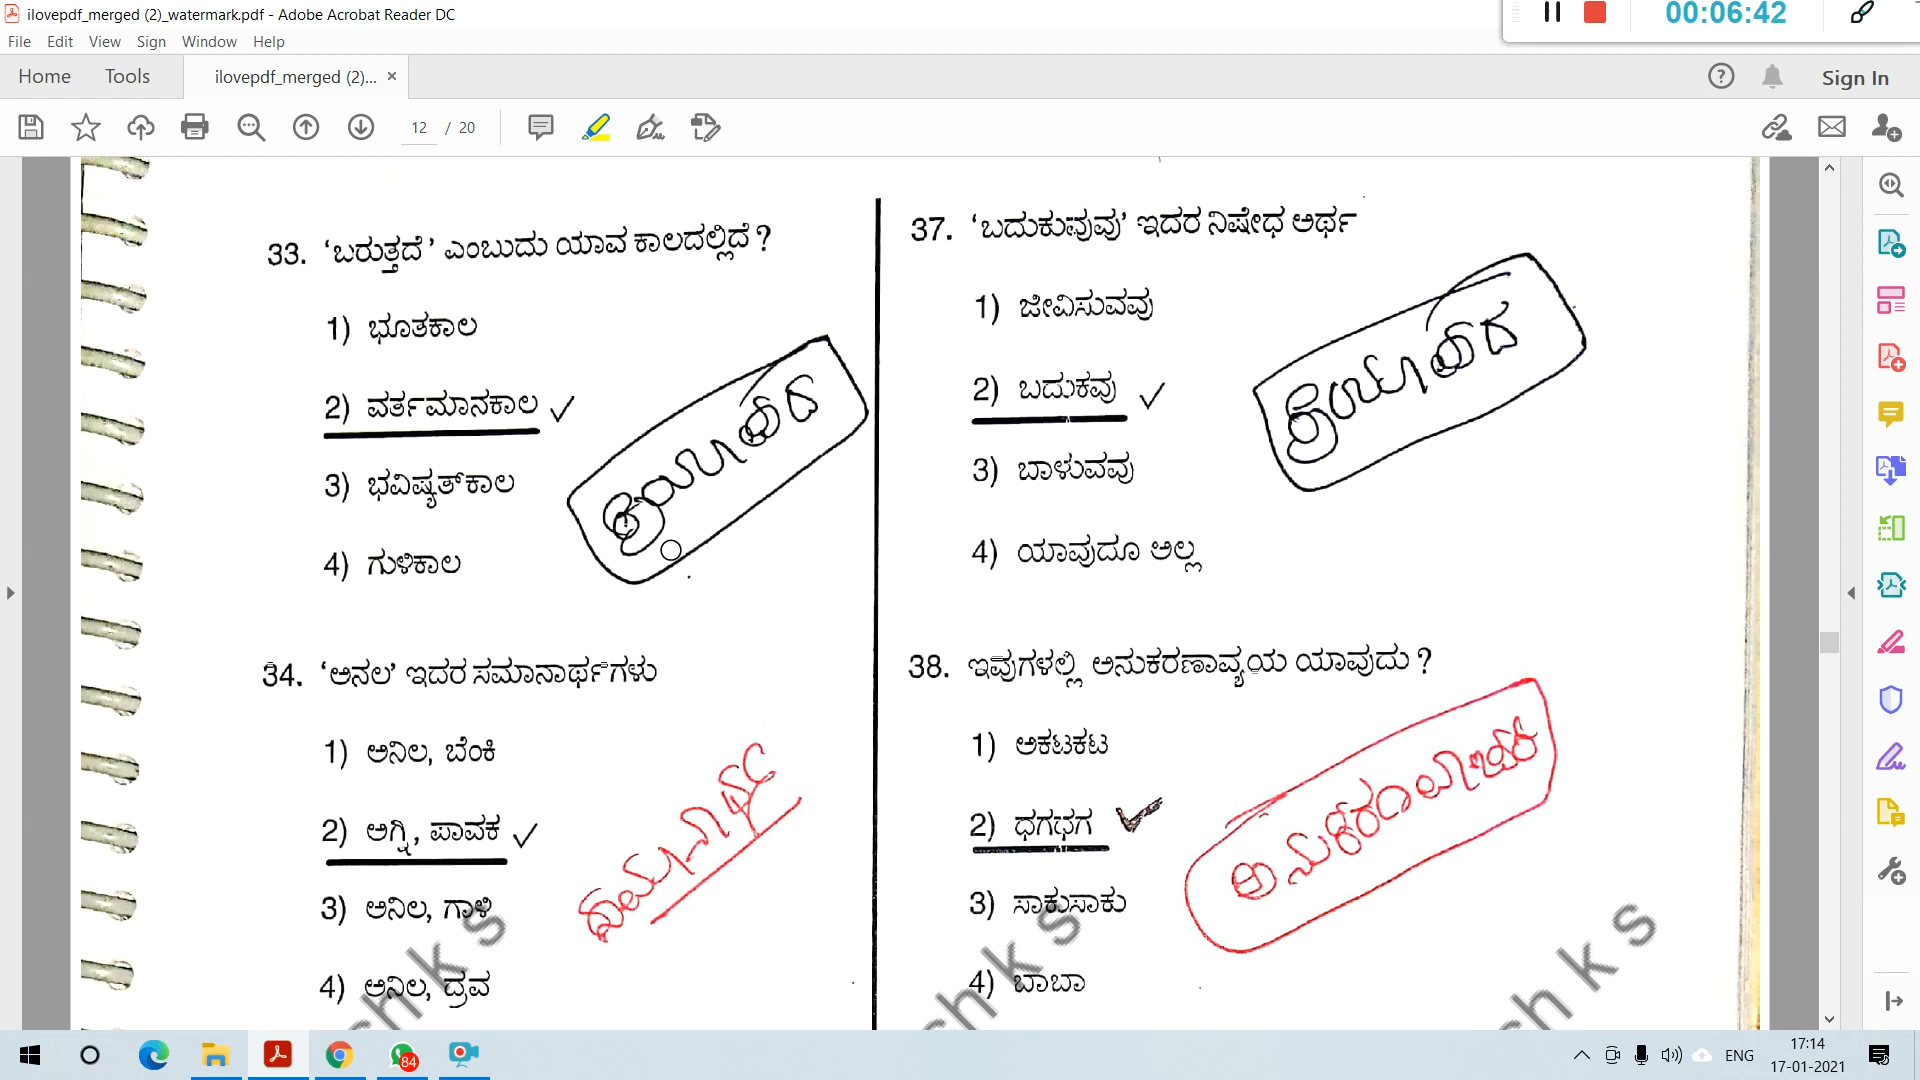 ilovepdf_merged (2)_watermark.pdf - Adobe Acrobat Reader DC
00:06:42
File Edit View Sign Window Help
Home Tools ilovepdf_merged (2)... ×
Sign In
12 / 20
33. ‘ಬರುತ್ತದೆ’ ಎಂಬುದು ಯಾವ ಕಾಲದಲ್ಲಿದೆ ?
1) ಭೂತಕಾಲ
2) ವರ್ತಮಾನಕಾಲ
3) ಭವಿಷ್ಯತ್‌ಕಾಲ
4) ಗುಳಿಕಾಲ
ಕ್ರಿಯಾಪದ
34. ‘ಅನಲ’ ಇದರ ಸಮಾನಾರ್ಥಗಳು
1) ಅನಿಲ, ಬೆಂಕಿ
2) ಅಗ್ನಿ, ಪಾವಕ
3) ಅನಿಲ, ಗಾಳಿ
4) ಅನಿಲ, ದ್ರವ
37. ‘ಬದುಕುವುವು’ ಇದರ ನಿಷೇಧ ಅರ್ಥ
1) ಜೀವಿಸುವವು
2) ಬದುಕವು
3) ಬಾಳುವವು
4) ಯಾವುದೂ ಅಲ್ಲ
ಕ್ರಿಯಾಪದ
38. ಇವುಗಳಲ್ಲಿ ಅನುಕರಣಾವ್ಯಯ ಯಾವುದು ?
1) ಅಕಟಕಟ
2) ಧಗಧಗ
3) ಸಾಕುಸಾಕು
4) ಬಾಬಾ
sh k s
sh k s
sh k s
84
ENG
17:14
17-01-2021